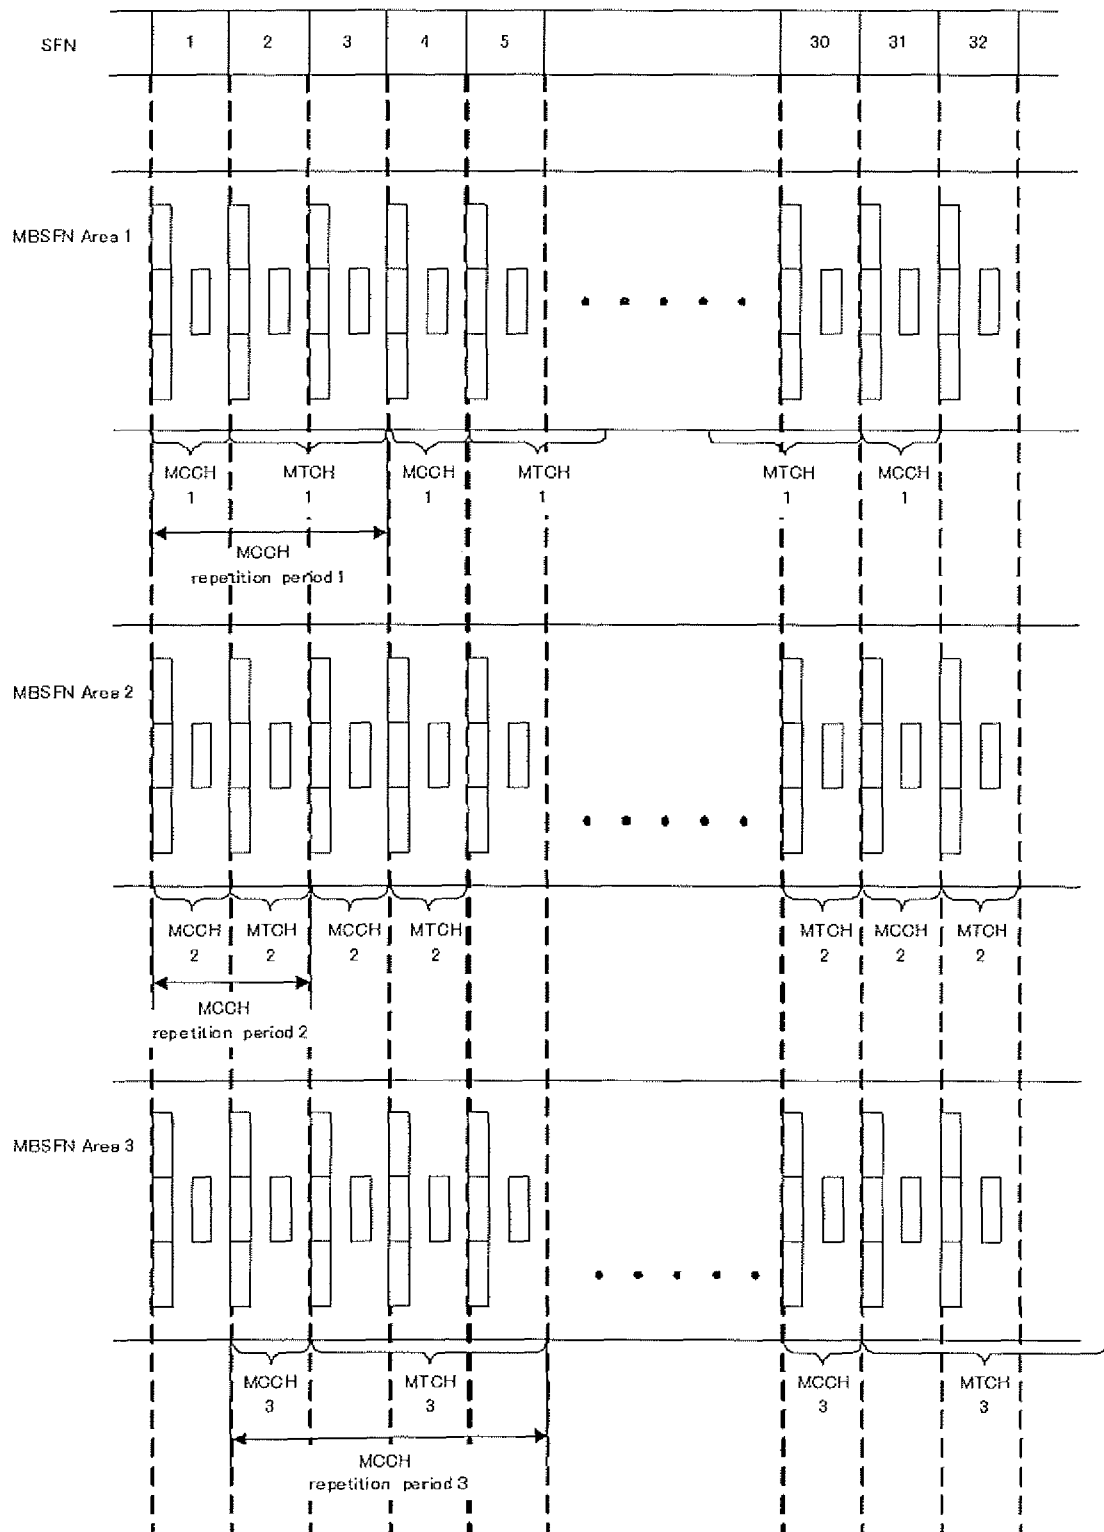 SFN 1 2 3 4 5 30 31 32
MBSFN Area 1
MCCH MTCH MCCH MTCH MTCH MCCH
1 1 1 1 1 1
MCCH
repetition period 1
MBSFN Area 2
MCCH MTCH MCCH MTCH MTCH MCCH MTCH
2 2 2 2 2 2 2
MCCH
repetition period 2
MBSFN Area 3
MCCH MTCH MCCH MTCH
3 3 3 3
MCCH
repetition period 3